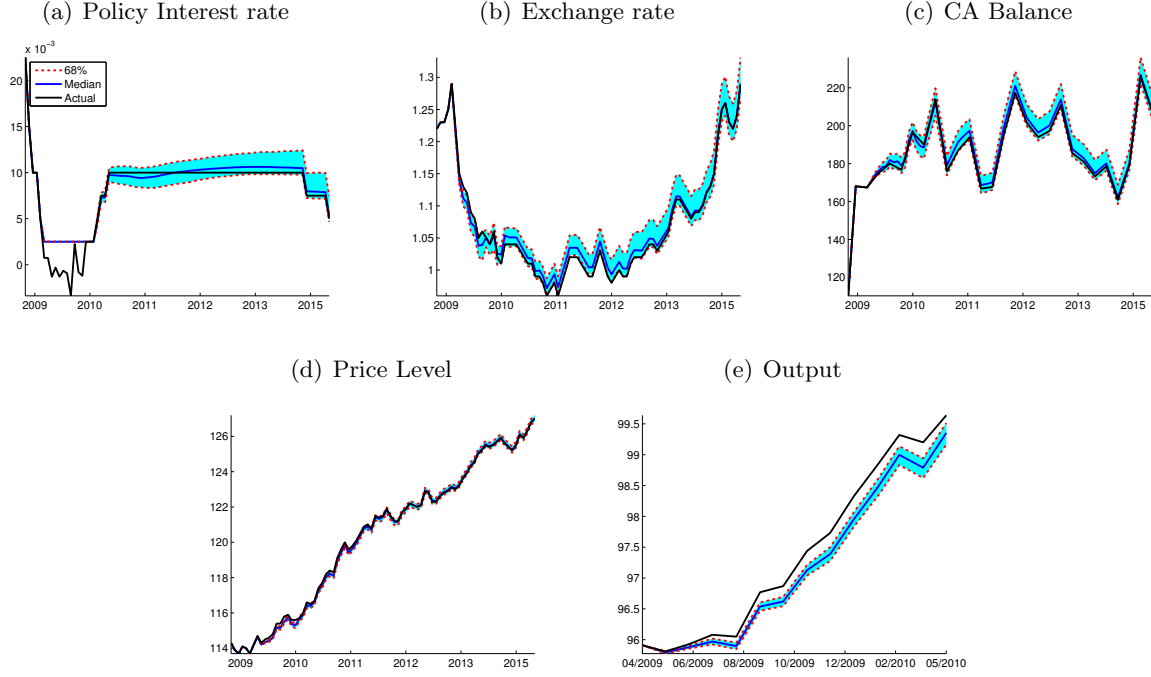 (a) Policy Interest rate
(b) Exchange rate
(c) CA Balance
x 10⁻³
20
15
10
5
0
68%
Median
Actual
2009 2010 2011 2012 2013 2015
1.3
1.25
1.2
1.15
1.1
1.05
1
2009 2010 2011 2012 2013 2015
220
200
180
160
140
120
2009 2010 2011 2012 2013 2015
(d) Price Level
(e) Output
126
124
122
120
118
116
114
2009 2010 2011 2012 2013 2015
99.5
99
98.5
98
97.5
97
96.5
96
04/2009 06/2009 08/2009 10/2009 12/2009 02/2010 05/2010